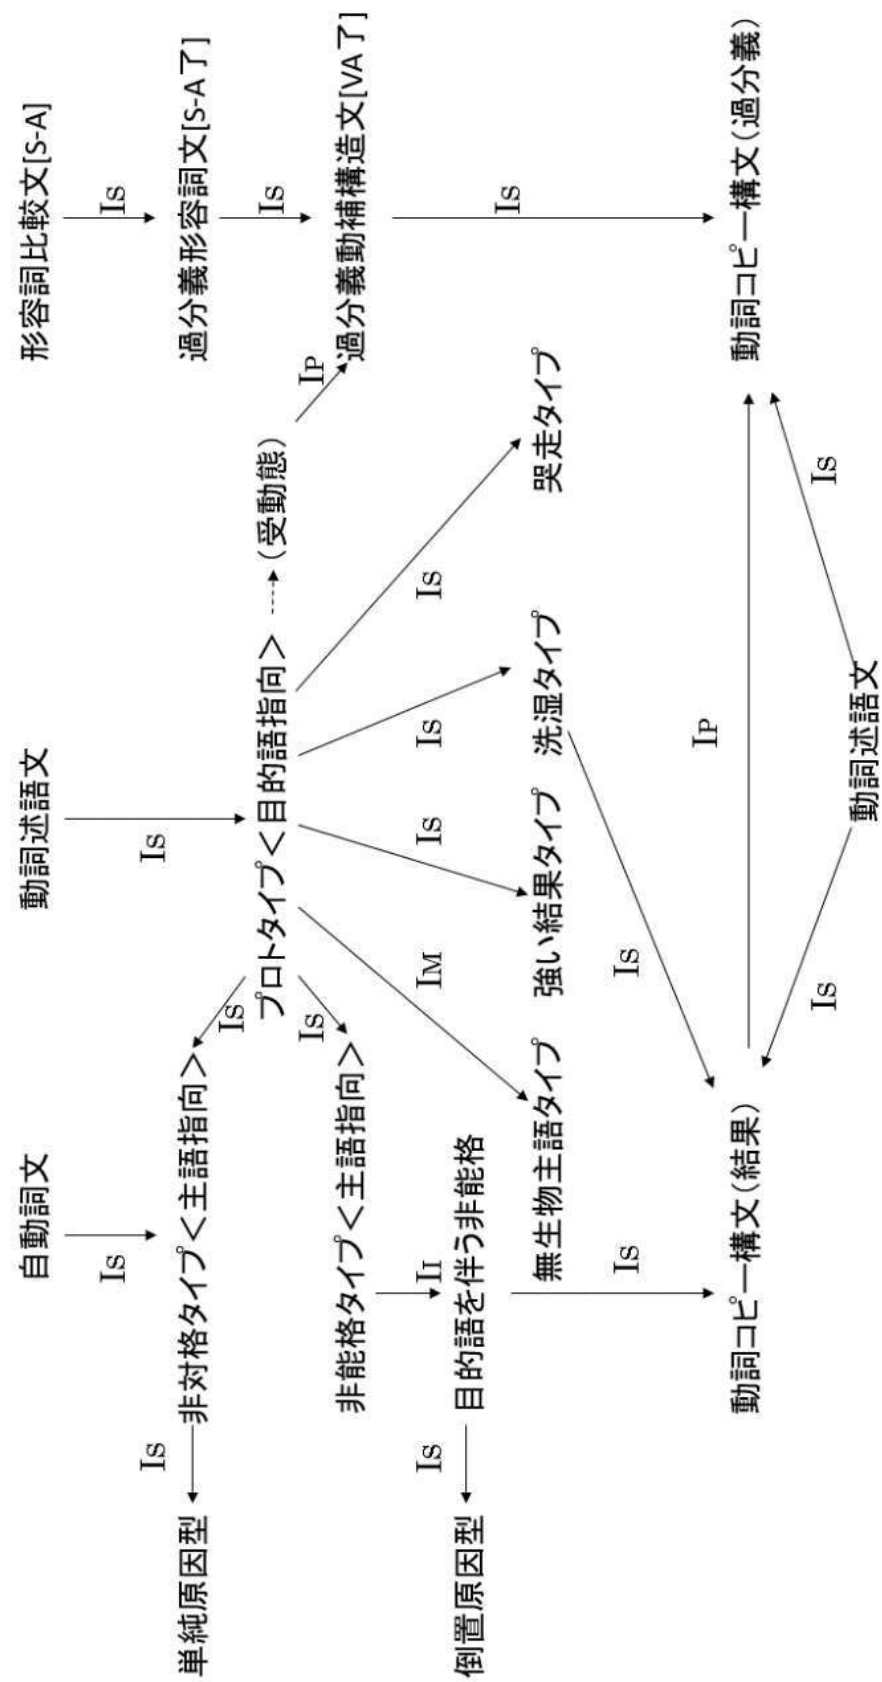 自動詞文
動詞述語文
形容詞比較文[S-A]
Is
Is
Is
単純原因型
Is
非対格タイプ<主語指向>
Is
過分義形容詞文[S-A了]
プロトタイプ<目的語指向>
(受動態)
Is
Is
IP
非能格タイプ<主語指向>
過分義動補構造文[VA了]
Is
II
IM
Is
Is
Is
倒置原因型
目的語を伴う非能格
Is
無生物主語タイプ
強い結果タイプ
洗湿タイプ
哭走タイプ
Is
Is
IP
動詞コピー構文(結果)
動詞コピー構文(過分義)
Is
Is
動詞述語文